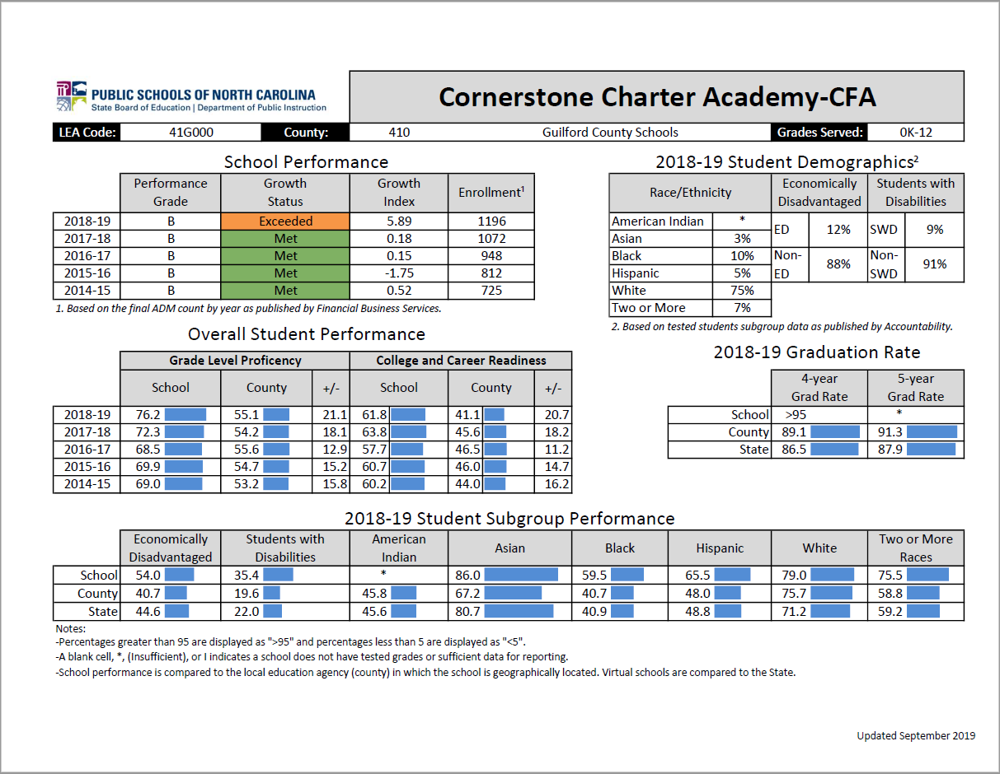 PUBLIC SCHOOLS OF NORTH CAROLINA
State Board of Education | Department of Public Instruction
Cornerstone Charter Academy-CFA
LEA Code: 41G000 County: 410 Guilford County Schools Grades Served: 0K-12
School Performance
Performance Grade Growth Status Growth Index Enrollment¹
2018-19 B Exceeded 5.89 1196
2017-18 B Met 0.18 1072
2016-17 B Met 0.15 948
2015-16 B Met -1.75 812
2014-15 B Met 0.52 725
1. Based on the final ADM count by year as published by Financial Business Services.
2018-19 Student Demographics²
Race/Ethnicity Economically Disadvantaged Students with Disabilities
American Indian *
Asian 3%
Black 10%
Hispanic 5%
White 75%
Two or More 7%
ED 12% SWD 9%
Non-ED 88% Non-SWD 91%
2. Based on tested students subgroup data as published by Accountability.
Overall Student Performance
Grade Level Proficency College and Career Readiness
School County +/- School County +/-
2018-19 76.2 55.1 21.1 61.8 41.1 20.7
2017-18 72.3 54.2 18.1 63.8 45.6 18.2
2016-17 68.5 55.6 12.9 57.7 46.5 11.2
2015-16 69.9 54.7 15.2 60.7 46.0 14.7
2014-15 69.0 53.2 15.8 60.2 44.0 16.2
2018-19 Graduation Rate
4-year Grad Rate 5-year Grad Rate
School >95 *
County 89.1 91.3
State 86.5 87.9
2018-19 Student Subgroup Performance
Economically Disadvantaged Students with Disabilities American Indian Asian Black Hispanic White Two or More Races
School 54.0 35.4 * 86.0 59.5 65.5 79.0 75.5
County 40.7 19.6 45.8 67.2 40.7 48.0 75.7 58.8
State 44.6 22.0 45.6 80.7 40.9 48.8 71.2 59.2
Notes:
-Percentages greater than 95 are displayed as ">95" and percentages less than 5 are displayed as "<5".
-A blank cell, *, (Insufficient), or I indicates a school does not have tested grades or sufficient data for reporting.
-School performance is compared to the local education agency (county) in which the school is geographically located. Virtual schools are compared to the State.
Updated September 2019